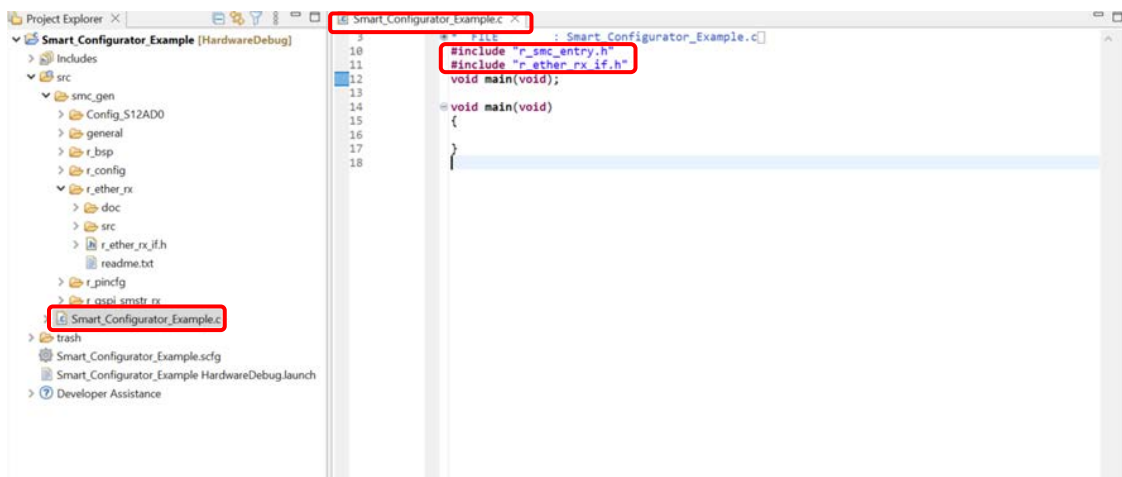 Project Explorer
Smart_Configurator_Example [HardwareDebug]
Includes
src
smc_gen
Config_S12AD0
general
r_bsp
r_config
r_ether_rx
doc
src
r_ether_rx_if.h
readme.txt
r_pincfg
r_qspi_smstr_rx
Smart_Configurator_Example.c
trash
Smart_Configurator_Example.scfg
Smart_Configurator_Example HardwareDebug.launch
Developer Assistance
Smart_Configurator_Example.c
3 * FILE : Smart_Configurator_Example.c
10 #include "r_smc_entry.h"
11 #include "r_ether_rx_if.h"
12 void main(void);
13
14 void main(void)
15 {
16
17 }
18